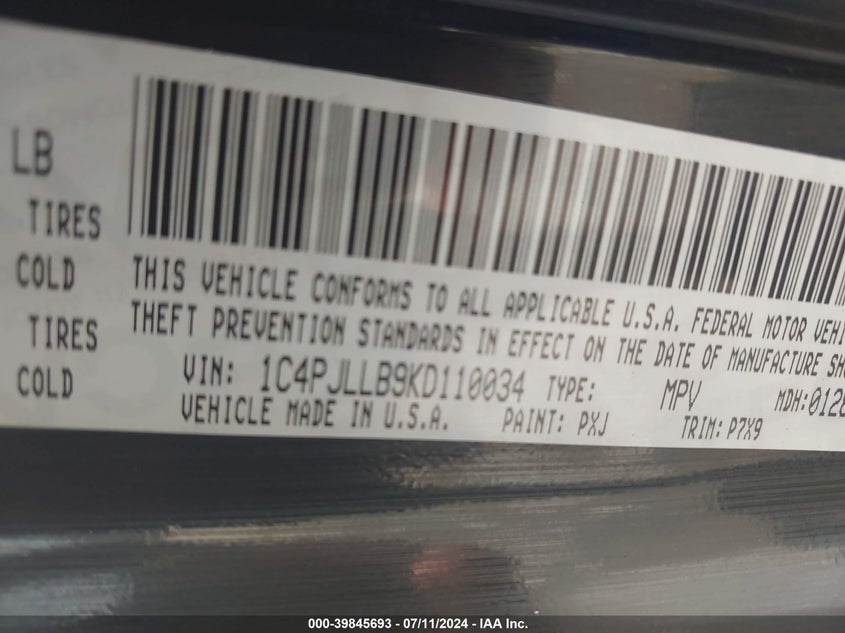 LB
TIRES
COLD
TIRES
COLD
THIS VEHICLE CONFORMS TO ALL APPLICABLE U.S.A. FEDERAL MOTOR VEHI
THEFT PREVENTION STANDARDS IN EFFECT ON THE DATE OF MANUFACTURE SH
VIN: 1C4PJLLB9KD110034 TYPE: MPV MDH:012
VEHICLE MADE IN U.S.A. PAINT: PXJ TRIM: P7X9
000-39845693 - 07/11/2024 - IAA Inc.